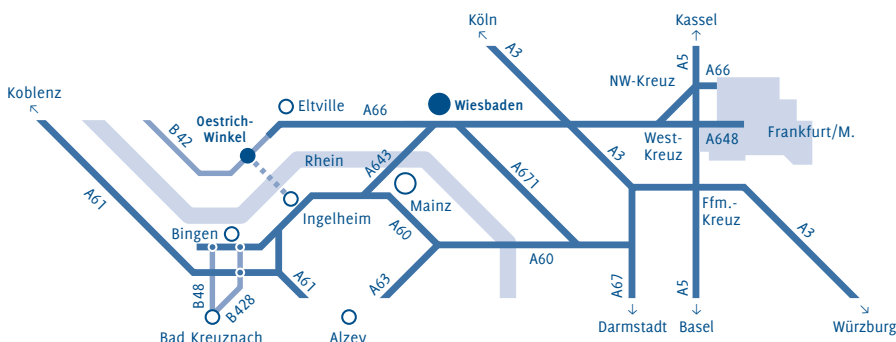 Köln
Kassel
A3
A5
NW-Kreuz
A66
Koblenz
Eltville
Wiesbaden
Oestrich-
Winkel
A66
B42
West-
Kreuz
A648
Frankfurt/M.
Rhein
A643
A671
A3
A61
Mainz
Ingelheim
Ffm.-
Kreuz
Bingen
A60
A60
A3
B48
B428
A61
A63
A67
A5
Bad Kreuznach
Alzey
Darmstadt
Basel
Würzburg